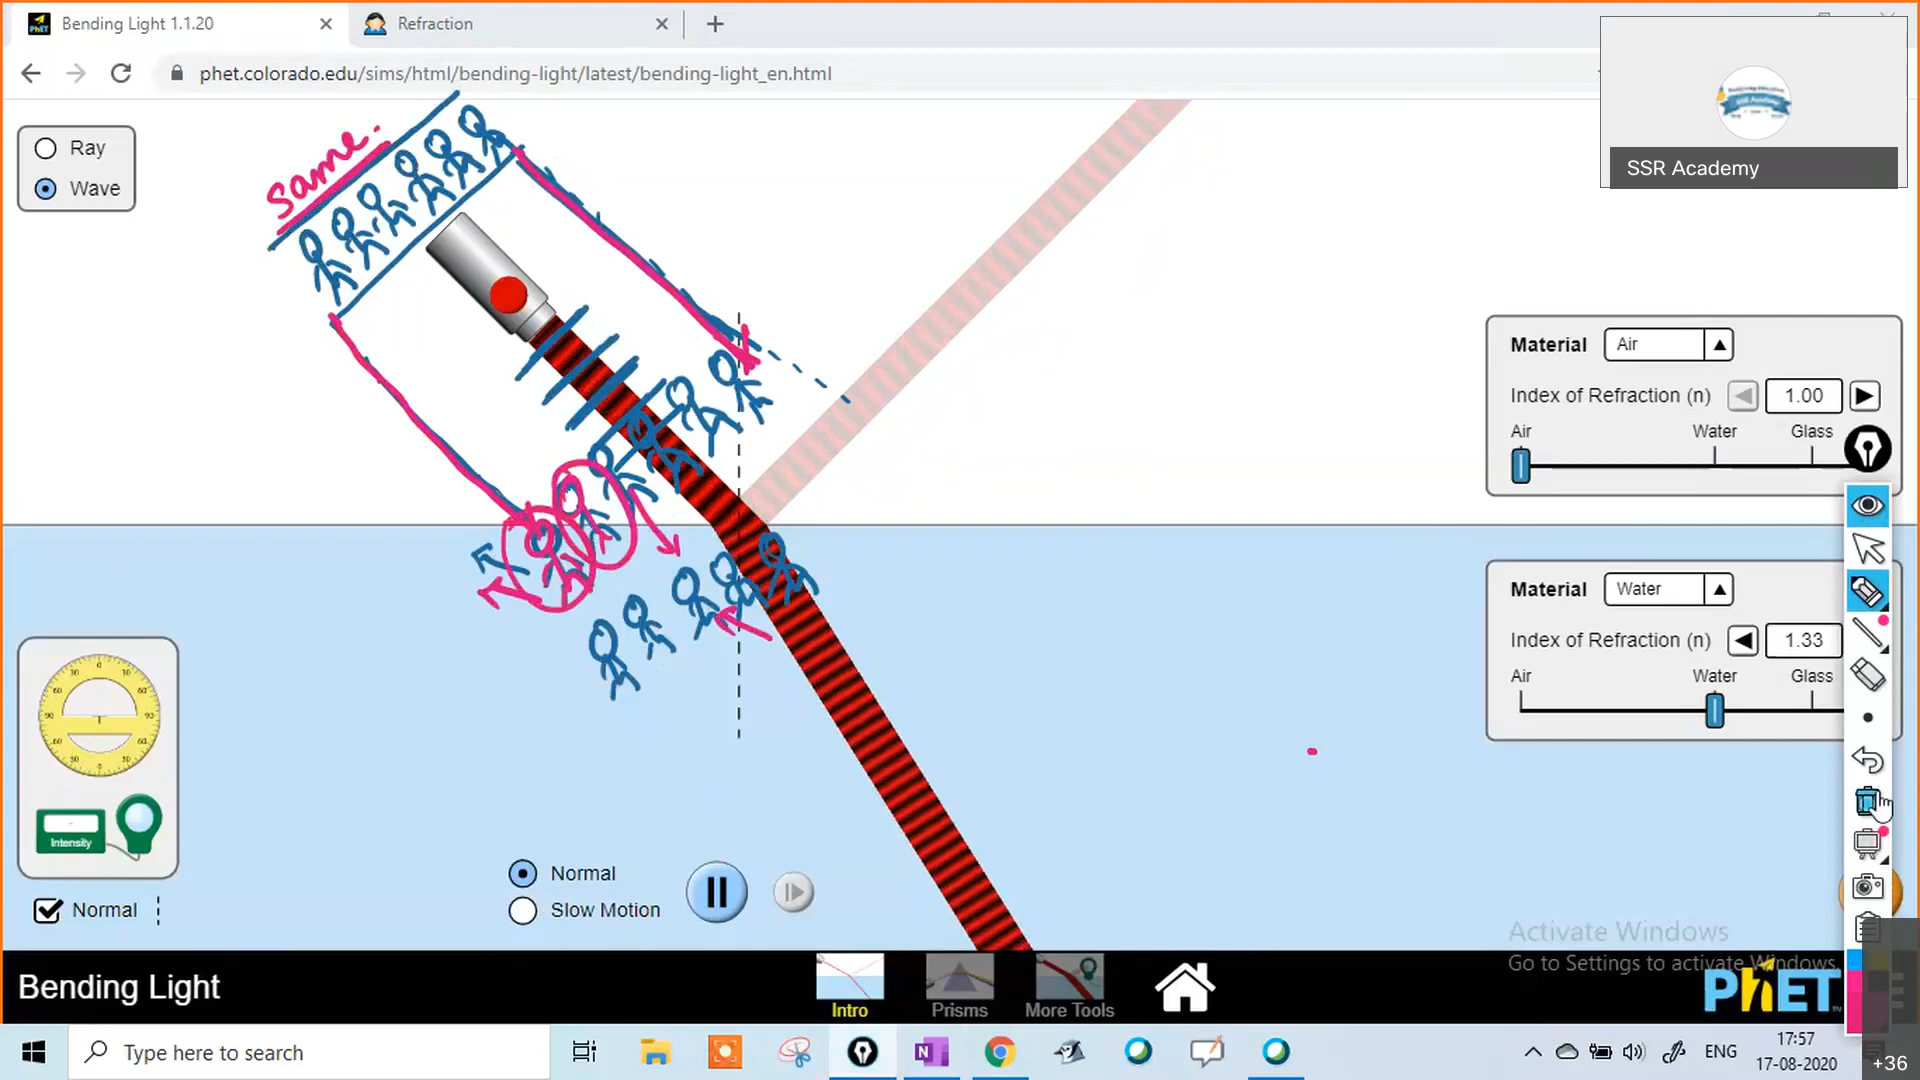 Bending Light 1.1.20
Refraction
phet.colorado.edu/sims/html/bending-light/latest/bending-light_en.html
SSR Academy
Ray
Wave
Same.
Material Air
Index of Refraction (n) 1.00
Air Water Glass
Material Water
Index of Refraction (n) 1.33
Air Water Glass
Intensity
Normal
Normal
Slow Motion
Activate Windows
Go to Settings to activate Windows.
Bending Light
Intro
Prisms
More Tools
PhET
Type here to search
ENG
17:57
17-08-2020
+36